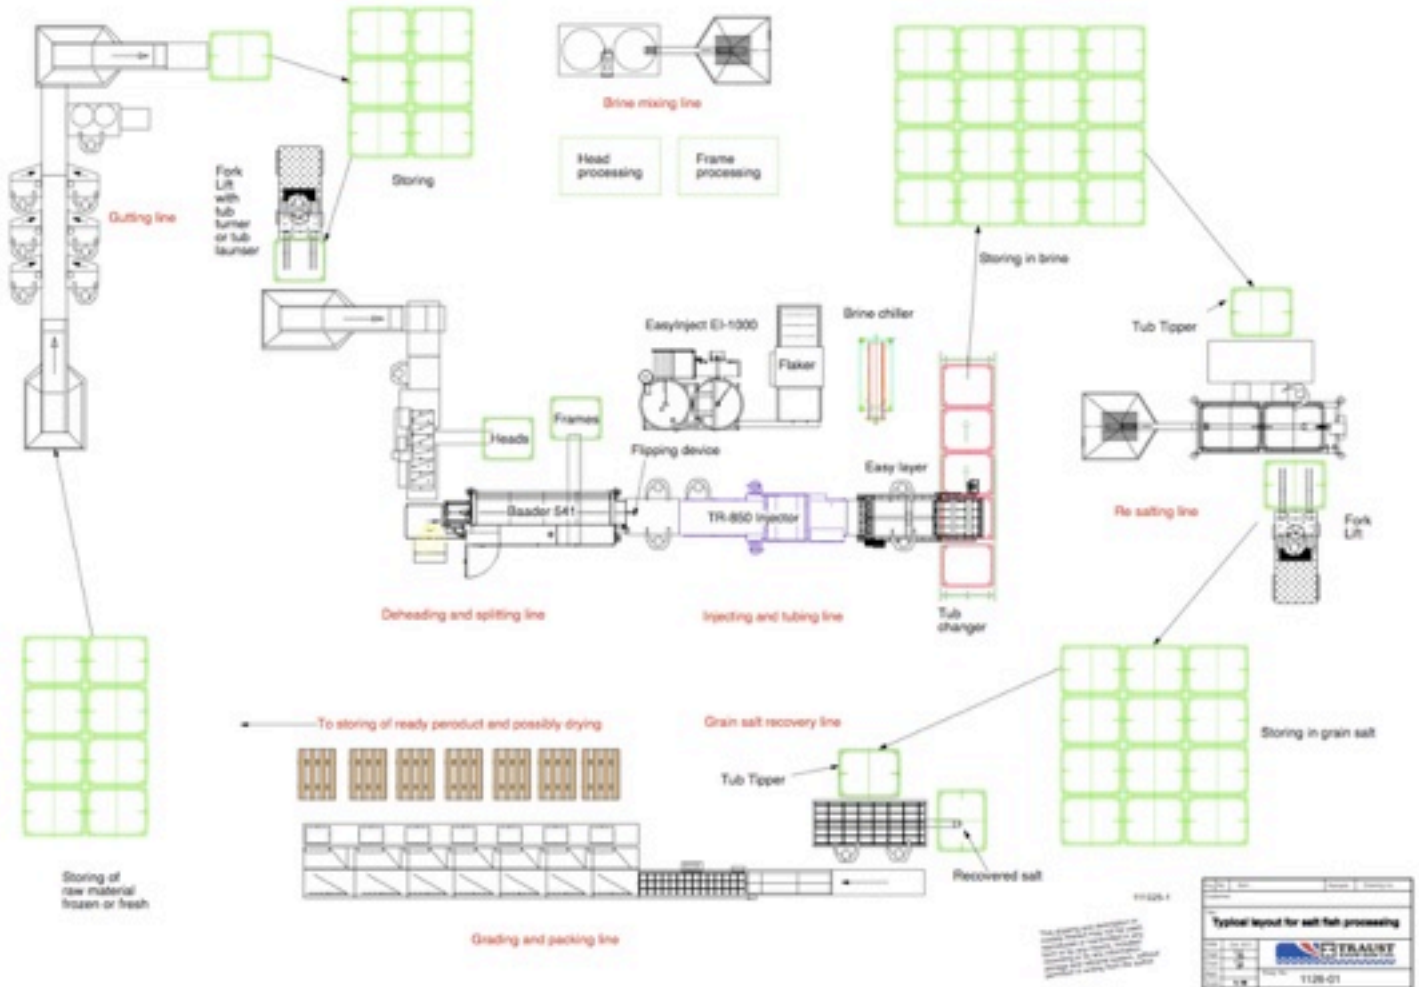 Brine mixing line
Head
processing
Frame
processing
Storing
Fork
Lift
with
tub
turner
or tub
launser
Gutting line
Storing in brine
Tub Tipper
EasyInject EI-1000
Flaker
Brine chiller
Heads
Frames
Flipping device
Easy layer
Baader 541
TR-850 Injector
Re salting line
Fork
Lift
Deheading and splitting line
Injecting and tubing line
Tub
changer
To storing of ready peroduct and possibly drying
Grain salt recovery line
Storing in grain salt
Tub Tipper
Recovered salt
Storing of
raw material
frozen or fresh
Grading and packing line
111325-1
Typical layout for salt fish processing
TRAUST
1126-01